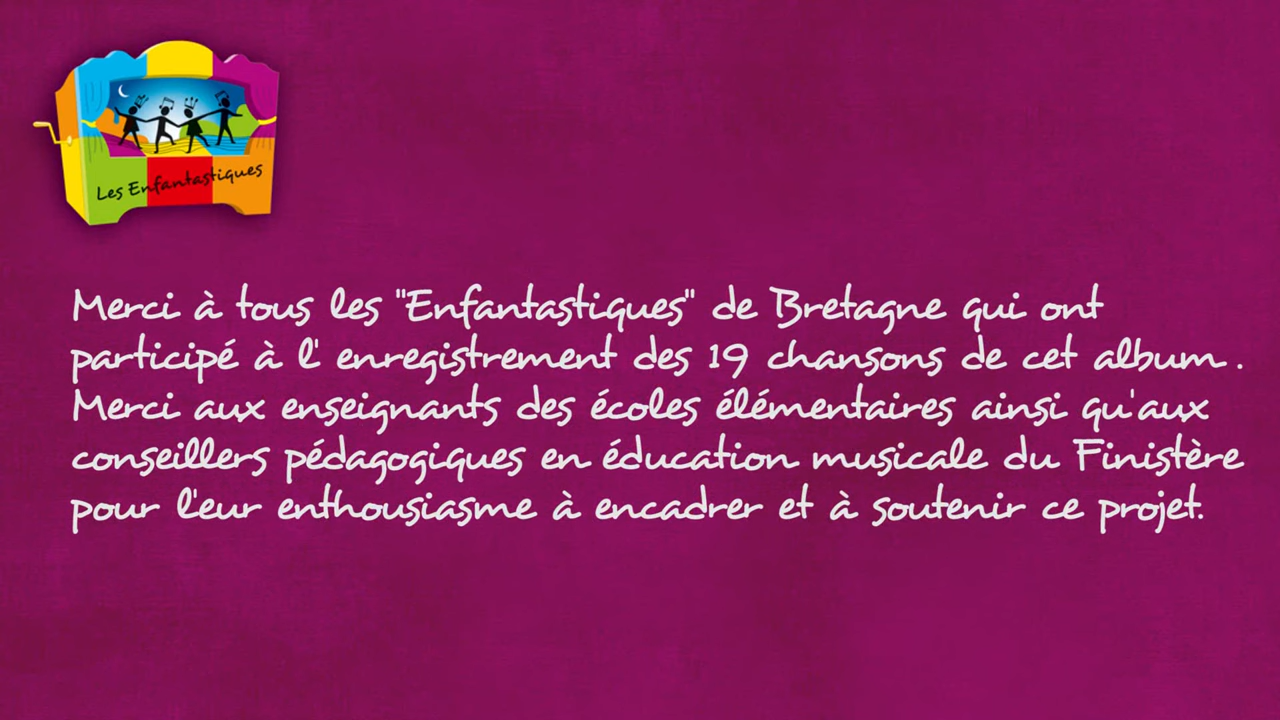 Les Enfantastiques
Merci à tous les "Enfantastiques" de Bretagne qui ont
participé à l' enregistrement des 19 chansons de cet album .
Merci aux enseignants des écoles élémentaires ainsi qu'aux
conseillers pédagogiques en éducation musicale du Finistère
pour l'eur enthousiasme à encadrer et à soutenir ce projet.